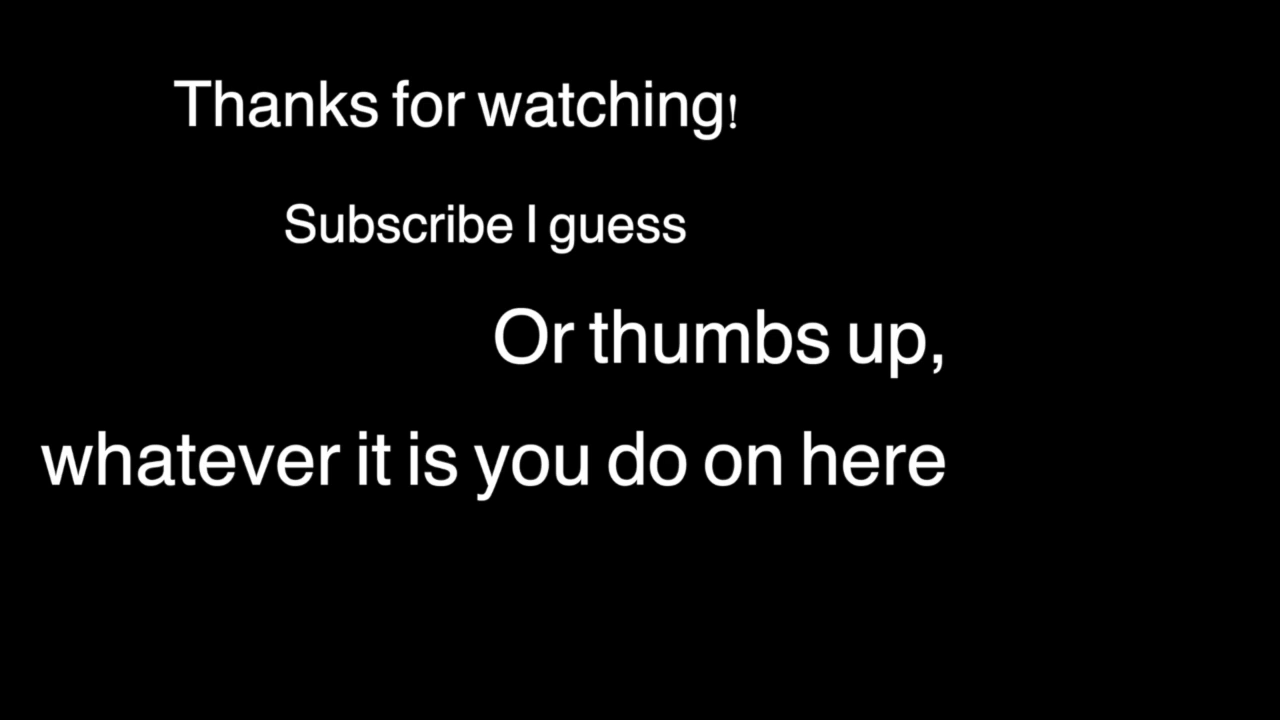 Thanks for watching!
Subscribe I guess
Or thumbs up,
whatever it is you do on here